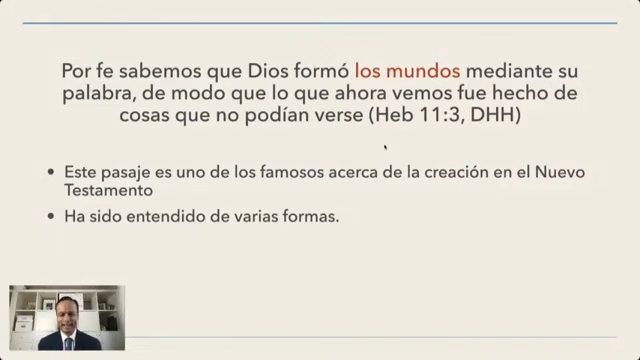 Por fe sabemos que Dios formó los mundos mediante su
palabra, de modo que lo que ahora vemos fue hecho de
cosas que no podían verse (Heb 11:3, DHH)
• Este pasaje es uno de los famosos acerca de la creación en el Nuevo
Testamento
• Ha sido entendido de varias formas.